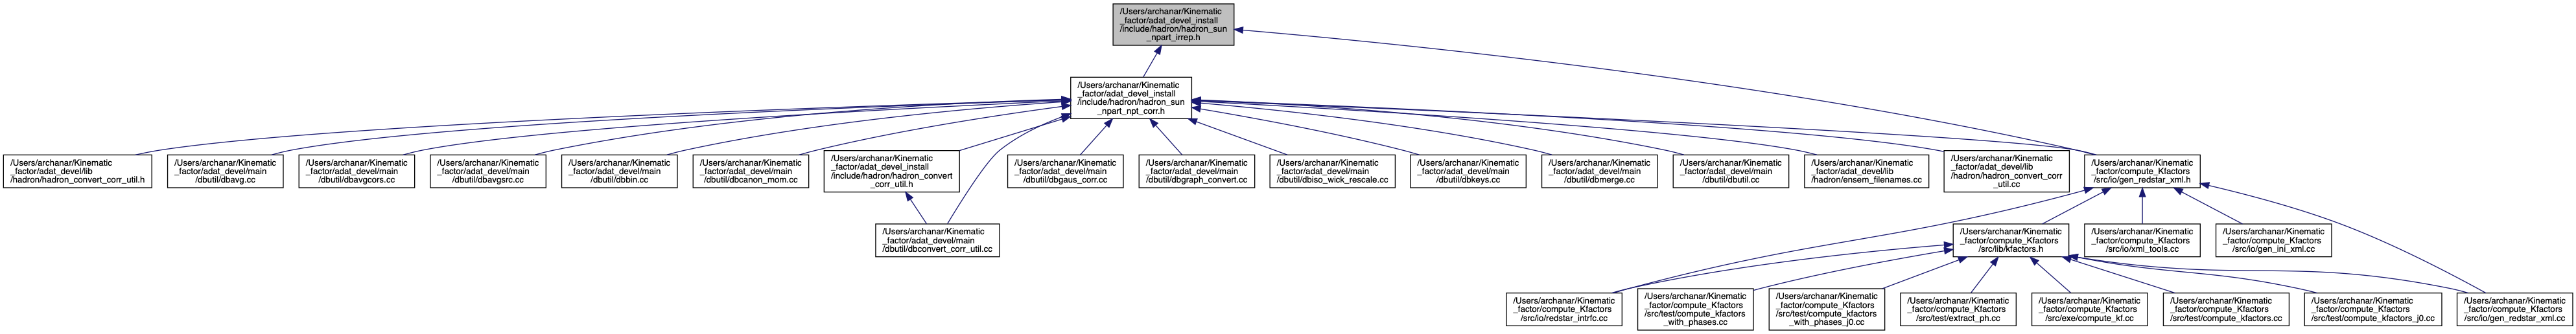 /Users/archanar/Kinematic
_factor/adat_devel_install
/include/hadron/hadron_sun
_npart_irrep.h
/Users/archanar/Kinematic
_factor/adat_devel_install
/include/hadron/hadron_sun
_npart_npt_corr.h
/Users/archanar/Kinematic
_factor/adat_devel/lib
/hadron/hadron_convert_corr_util.h
/Users/archanar/Kinematic
_factor/adat_devel/main
/dbutil/dbavg.cc
/Users/archanar/Kinematic
_factor/adat_devel/main
/dbutil/dbavgcors.cc
/Users/archanar/Kinematic
_factor/adat_devel/main
/dbutil/dbavgsrc.cc
/Users/archanar/Kinematic
_factor/adat_devel/main
/dbutil/dbbin.cc
/Users/archanar/Kinematic
_factor/adat_devel/main
/dbutil/dbcanon_mom.cc
/Users/archanar/Kinematic
_factor/adat_devel_install
/include/hadron/hadron_convert
_corr_util.h
/Users/archanar/Kinematic
_factor/adat_devel/main
/dbutil/dbgaus_corr.cc
/Users/archanar/Kinematic
_factor/adat_devel/main
/dbutil/dbgraph_convert.cc
/Users/archanar/Kinematic
_factor/adat_devel/main
/dbutil/dbiso_wick_rescale.cc
/Users/archanar/Kinematic
_factor/adat_devel/main
/dbutil/dbkeys.cc
/Users/archanar/Kinematic
_factor/adat_devel/main
/dbutil/dbmerge.cc
/Users/archanar/Kinematic
_factor/adat_devel/main
/dbutil/dbutil.cc
/Users/archanar/Kinematic
_factor/adat_devel/lib
/hadron/ensem_filenames.cc
/Users/archanar/Kinematic
_factor/adat_devel/lib
/hadron/hadron_convert_corr
_util.cc
/Users/archanar/Kinematic
_factor/compute_Kfactors
/src/io/gen_redstar_xml.h
/Users/archanar/Kinematic
_factor/adat_devel/main
/dbutil/dbconvert_corr_util.cc
/Users/archanar/Kinematic
_factor/compute_Kfactors
/src/lib/kfactors.h
/Users/archanar/Kinematic
_factor/compute_Kfactors
/src/io/xml_tools.cc
/Users/archanar/Kinematic
_factor/compute_Kfactors
/src/io/gen_ini_xml.cc
/Users/archanar/Kinematic
_factor/compute_Kfactors
/src/io/redstar_intrfc.cc
/Users/archanar/Kinematic
_factor/compute_Kfactors
/src/test/compute_kfactors
_with_phases.cc
/Users/archanar/Kinematic
_factor/compute_Kfactors
/src/test/compute_kfactors
_with_phases_j0.cc
/Users/archanar/Kinematic
_factor/compute_Kfactors
/src/test/extract_ph.cc
/Users/archanar/Kinematic
_factor/compute_Kfactors
/src/exe/compute_kf.cc
/Users/archanar/Kinematic
_factor/compute_Kfactors
/src/test/compute_kfactors.cc
/Users/archanar/Kinematic
_factor/compute_Kfactors
/src/test/compute_kfactors_j0.cc
/Users/archanar/Kinematic
_factor/compute_Kfactors
/src/io/gen_redstar_xml.cc